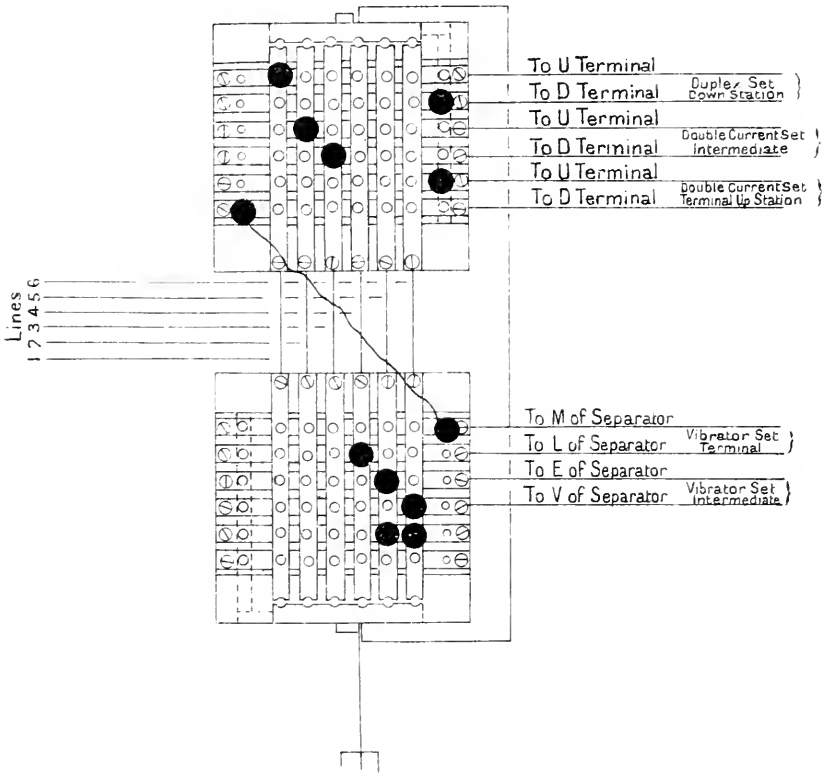 To U Terminal
To D Terminal
Duplex Set
Down Station
To U Terminal
To D Terminal
Double Current Set
Intermediate
To U Terminal
To D Terminal
Double Current Set
Terminal Up Station
Lines
1 2 3 4 5 6
To M of Separator
To L of Separator
Vibrator Set
Terminal
To E of Separator
To V of Separator
Vibrator Set
Intermediate